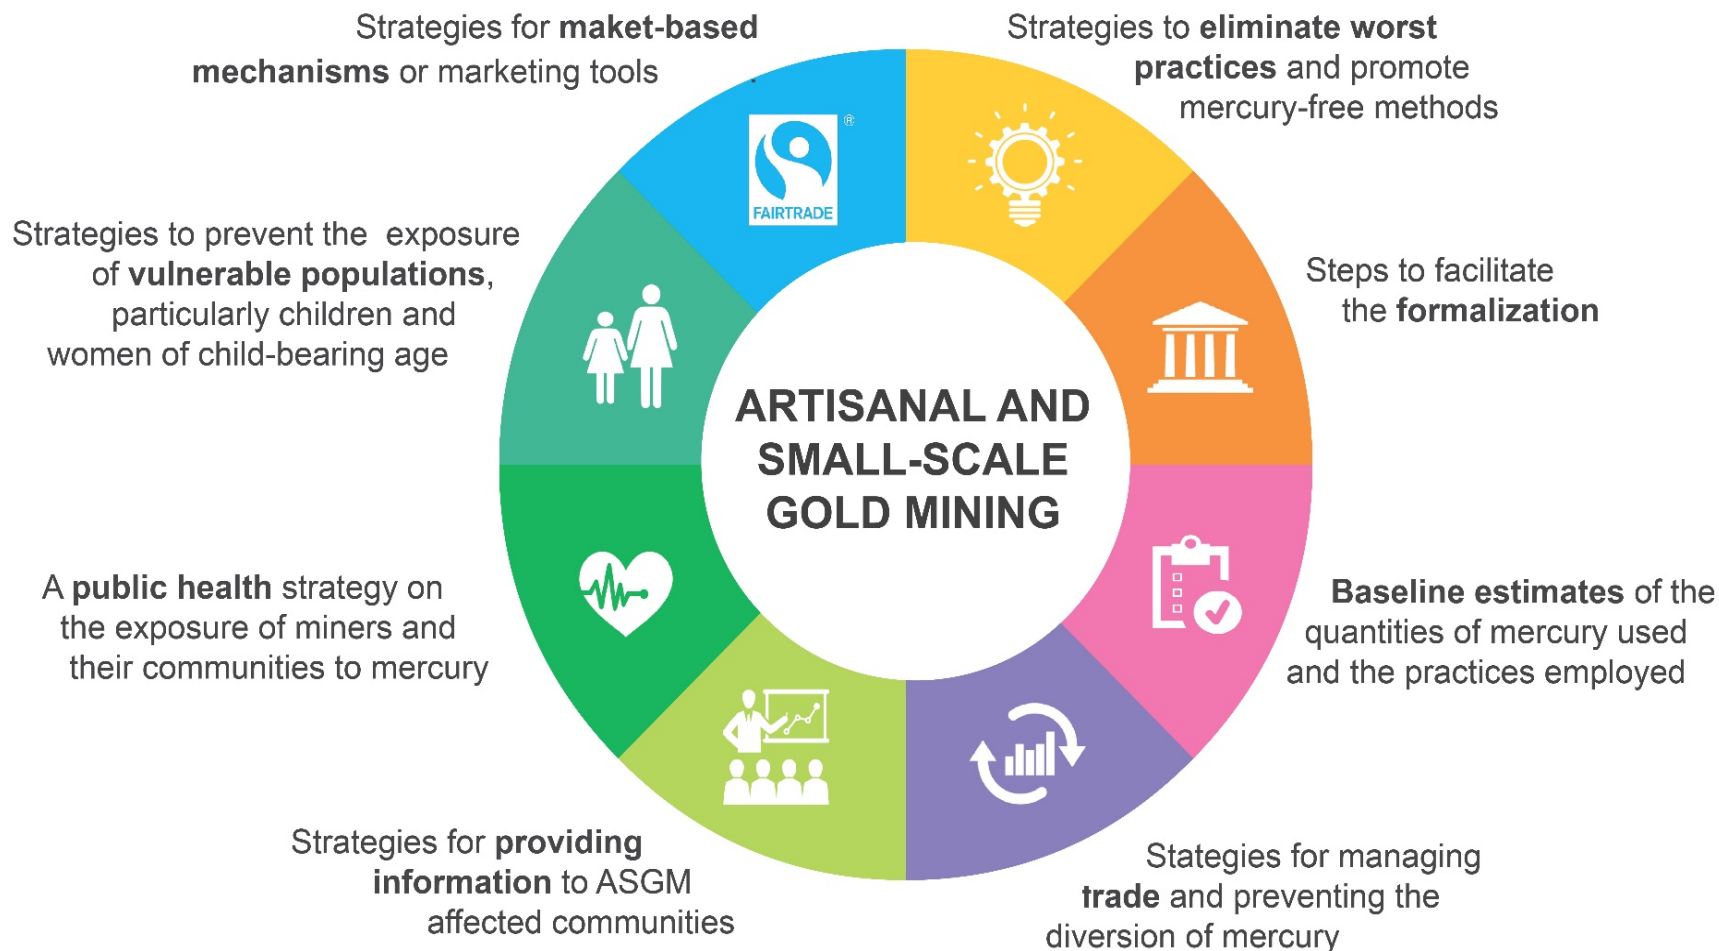 Strategies for maket-based
mechanisms or marketing tools
Strategies to eliminate worst
practices and promote
mercury-free methods
®
FAIRTRADE
Strategies to prevent the exposure
of vulnerable populations,
particularly children and
women of child-bearing age
Steps to facilitate
the formalization
ARTISANAL AND
SMALL-SCALE
GOLD MINING
A public health strategy on
the exposure of miners and
their communities to mercury
Baseline estimates of the
quantities of mercury used
and the practices employed
Strategies for providing
information to ASGM
affected communities
Stategies for managing
trade and preventing the
diversion of mercury